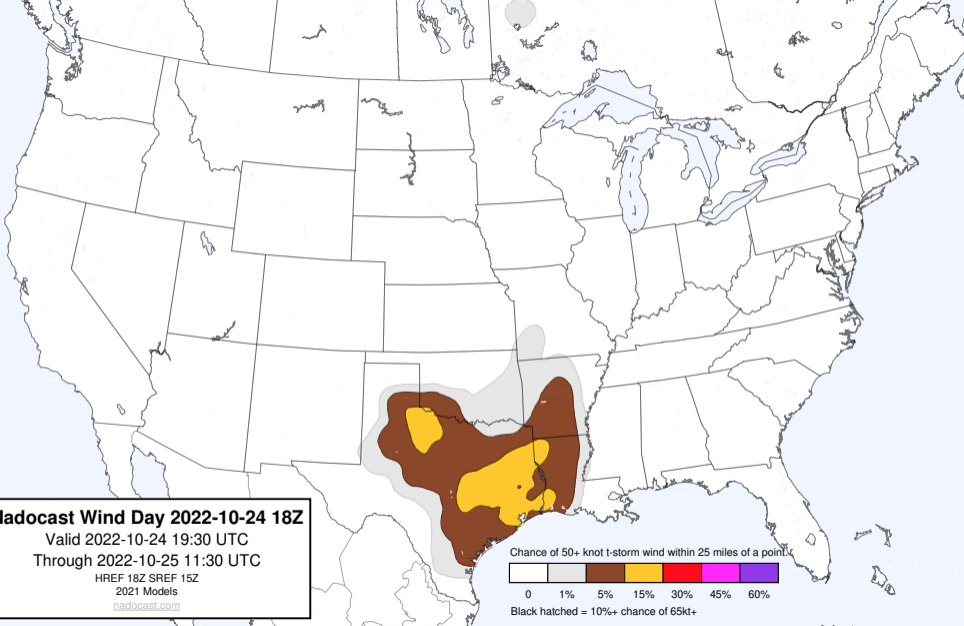 Nadocast Wind Day 2022-10-24 18Z
Valid 2022-10-24 19:30 UTC
Through 2022-10-25 11:30 UTC
HREF 18Z SREF 15Z
2021 Models
nadocast.com
Chance of 50+ knot t-storm wind within 25 miles of a point.
0 1% 5% 15% 30% 45% 60%
Black hatched = 10%+ chance of 65kt+